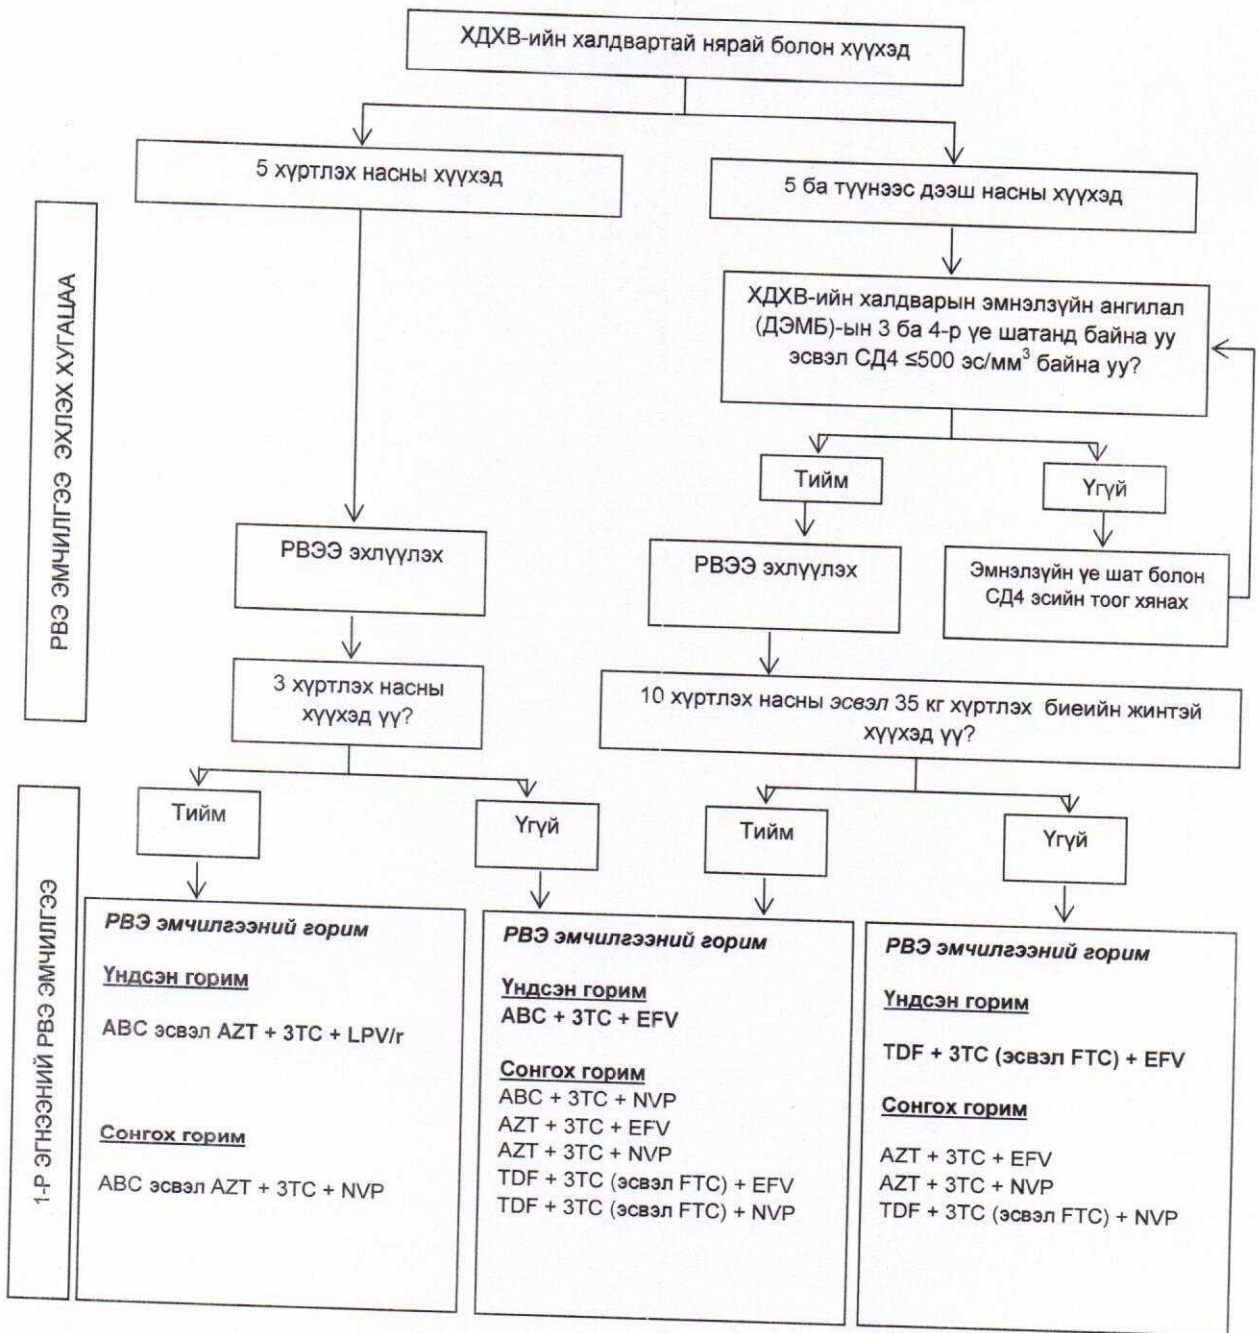 ХДХВ-ийн халдвартай нярай болон хүүхэд
5 хүртлэх насны хүүхэд
5 ба түүнээс дээш насны хүүхэд
РВЭ ЭМЧИЛГЭЭ ЭХЛЭХ ХУГАЦАА
ХДХВ-ийн халдварын эмнэлзүйн ангилал
(ДЭМБ)-ын 3 ба 4-р үе шатанд байна уу
эсвэл СД4 ≤500 эс/мм³ байна уу?
Тийм
Үгүй
РВЭЭ эхлүүлэх
РВЭЭ эхлүүлэх
Эмнэлзүйн үе шат болон
СД4 эсийн тоог хянах
3 хүртлэх насны
хүүхэд үү?
10 хүртлэх насны эсвэл 35 кг хүртлэх биеийн жинтэй
хүүхэд үү?
Тийм
Үгүй
Тийм
Үгүй
1-Р ЭГНЭЭНИЙ РВЭ ЭМЧИЛГЭЭ
РВЭ эмчилгээний горим
Үндсэн горим
ABC эсвэл AZT + 3TC + LPV/r
Сонгох горим
ABC эсвэл AZT + 3TC + NVP
РВЭ эмчилгээний горим
Үндсэн горим
ABC + 3TC + EFV
Сонгох горим
ABC + 3TC + NVP
AZT + 3TC + EFV
AZT + 3TC + NVP
TDF + 3TC (эсвэл FTC) + EFV
TDF + 3TC (эсвэл FTC) + NVP
РВЭ эмчилгээний горим
Үндсэн горим
TDF + 3TC (эсвэл FTC) + EFV
Сонгох горим
AZT + 3TC + EFV
AZT + 3TC + NVP
TDF + 3TC (эсвэл FTC) + NVP